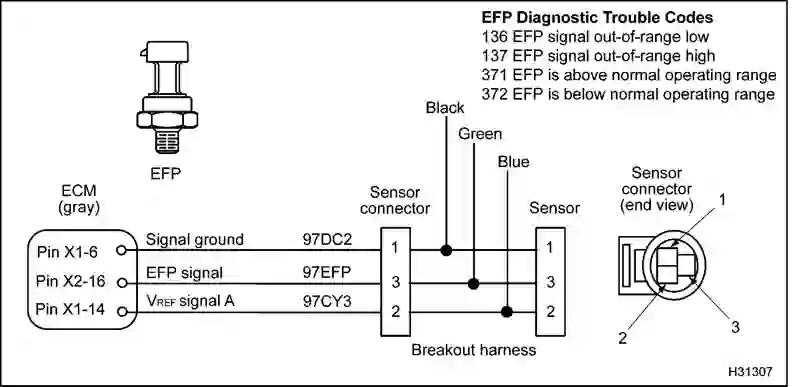 EFP Diagnostic Trouble Codes
136 EFP signal out-of-range low
137 EFP signal out-of-range high
371 EFP is above normal operating range
372 EFP is below normal operating range
Black
Green
Blue
EFP
ECM
(gray)
Sensor
connector
Sensor
Sensor
connector
(end view)
1
Pin X1-6
Signal ground
97DC2
1
1
Pin X2-16
EFP signal
97EFP
3
3
Pin X1-14
VREF signal A
97CY3
2
2
2
3
Breakout harness
H31307